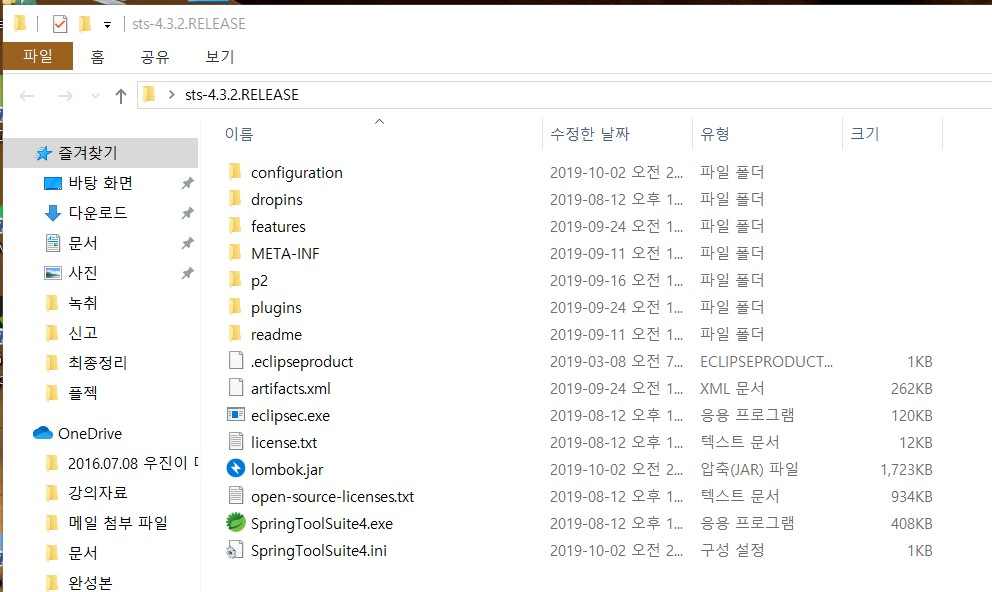 sts-4.3.2.RELEASE
파일 홈 공유 보기
sts-4.3.2.RELEASE
즐겨찾기
바탕 화면
다운로드
문서
사진
녹취
신고
최종정리
플젝
OneDrive
2016.07.08 우진이
강의자료
메일 첨부 파일
문서
완성본
이름 수정한 날짜 유형 크기
configuration 2019-10-02 오전 2... 파일 폴더
dropins 2019-08-12 오후 1... 파일 폴더
features 2019-09-24 오전 1... 파일 폴더
META-INF 2019-09-11 오전 1... 파일 폴더
p2 2019-09-16 오전 1... 파일 폴더
plugins 2019-09-24 오전 1... 파일 폴더
readme 2019-09-11 오전 1... 파일 폴더
.eclipseproduct 2019-03-08 오전 7... ECLIPSEPRODUCT... 1KB
artifacts.xml 2019-09-24 오전 1... XML 문서 262KB
eclipsec.exe 2019-08-12 오후 1... 응용 프로그램 120KB
license.txt 2019-08-12 오후 1... 텍스트 문서 12KB
lombok.jar 2019-10-02 오전 2... 압축(JAR) 파일 1,723KB
open-source-licenses.txt 2019-08-12 오후 1... 텍스트 문서 934KB
SpringToolSuite4.exe 2019-08-12 오후 1... 응용 프로그램 408KB
SpringToolSuite4.ini 2019-10-02 오전 2... 구성 설정 1KB